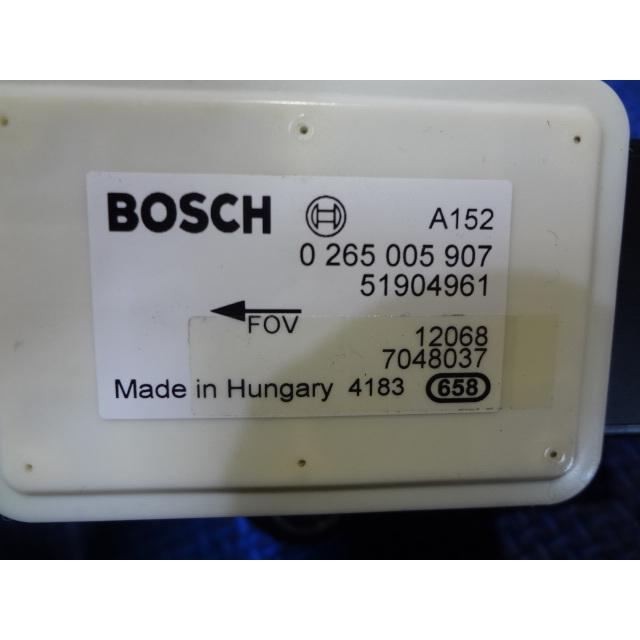 BOSCH A152
0 265 005 907
51904961
FOV
12068
7048037
Made in Hungary 4183 658